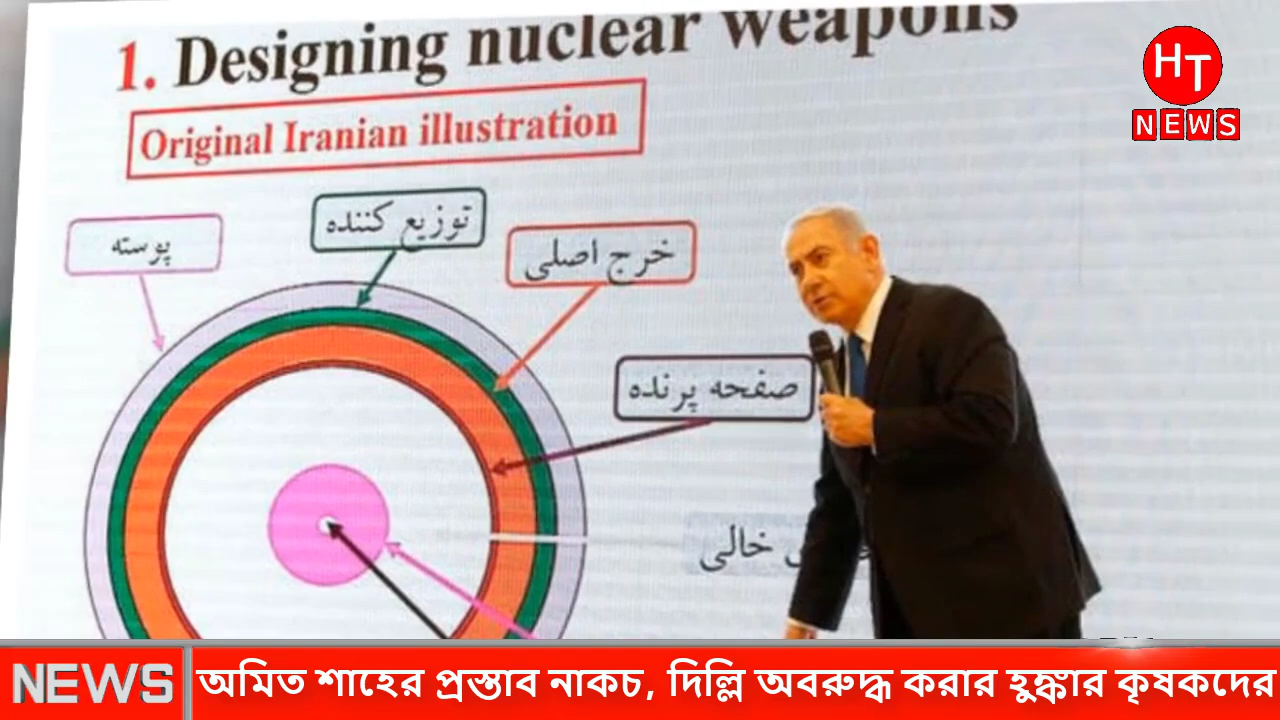 1. Designing nuclear weapons
Original Iranian illustration
HT
NEWS
پوسته
توزیع کننده
خرج اصلی
صفحه پرنده
خالی
NEWS
অমিত শাহের প্রস্তাব নাকচ, দিল্লি অবরুদ্ধ করার হুঙ্কার কৃষকদের